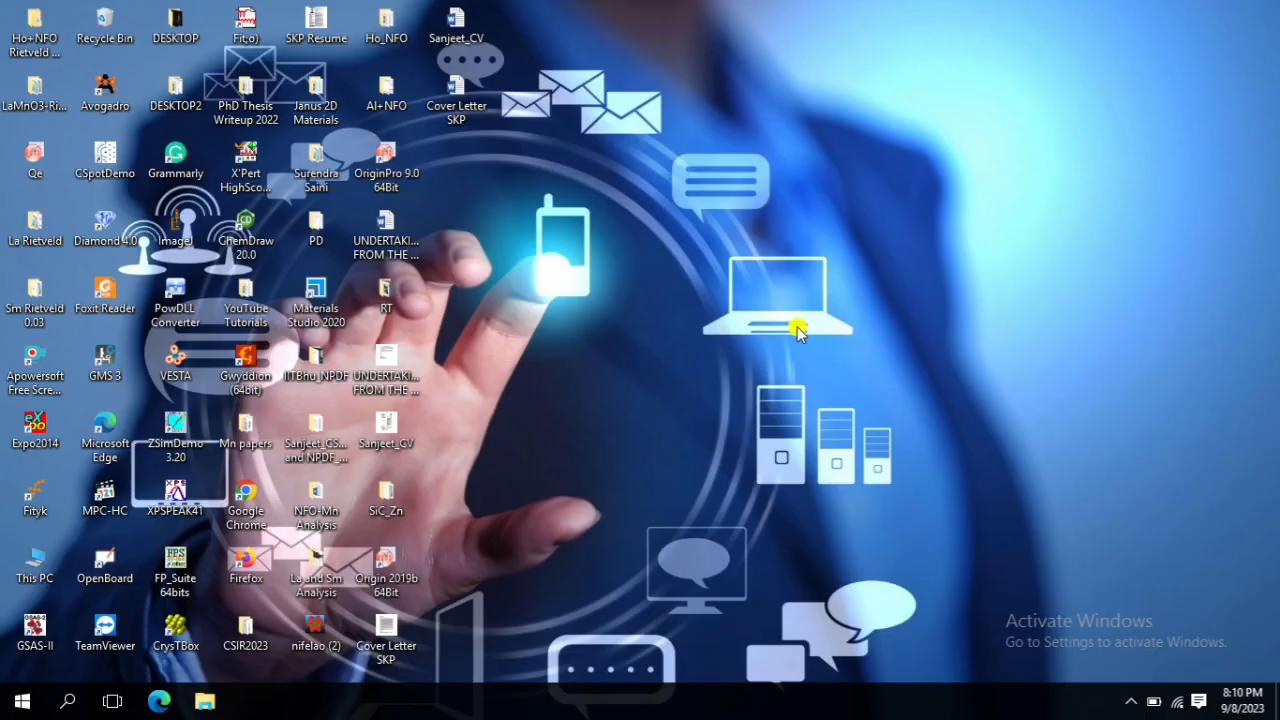 Ho+NFO
Rietveld ...
Recycle Bin
DESKTOP
Fit;o)
SKP Resume
Ho_NFO
Sanjeet_CV
LaMnO3-Ri...
Avogadro
DESKTOP2
PhD Thesis
Writeup 2022
Janus 2D
Materials
Al+NFO
Cover Letter
SKP
Qe
CSpotDemo
Grammarly
X'Pert
HighSco...
Surendra
Saini
OriginPro 9.0
64Bit
La Rietveld
Diamond 4.0
ImageJ
ChemDraw
20.0
PD
UNDERTAKI...
FROM THE ...
Sm Rietveld
0.03
Foxit Reader
PowDLL
Converter
YouTube
Tutorials
Materials
Studio 2020
RT
Apowersoft
Free Scre...
GMS 3
VESTA
Gwyddion
(64bit)
IITBhu_NPDF
UNDERTAKI...
FROM THE ...
Expo2014
Microsoft
Edge
ZSimDemo
3.20
Mn papers
Sanjeet_GS...
and NPDF_...
Sanjeet_CV
Fityk
MPC-HC
XPSPEAK41
Google
Chrome
NFO-Mn
Analysis
SiC_Zn
This PC
OpenBoard
FP_Suite
64bits
Firefox
La and Sm
Analysis
Origin 2019b
64Bit
GSAS-II
TeamViewer
CrysTBox
CSIR2023
nifelao (2)
Cover Letter
SKP
Activate Windows
Go to Settings to activate Windows.
8:10 PM
9/8/2023